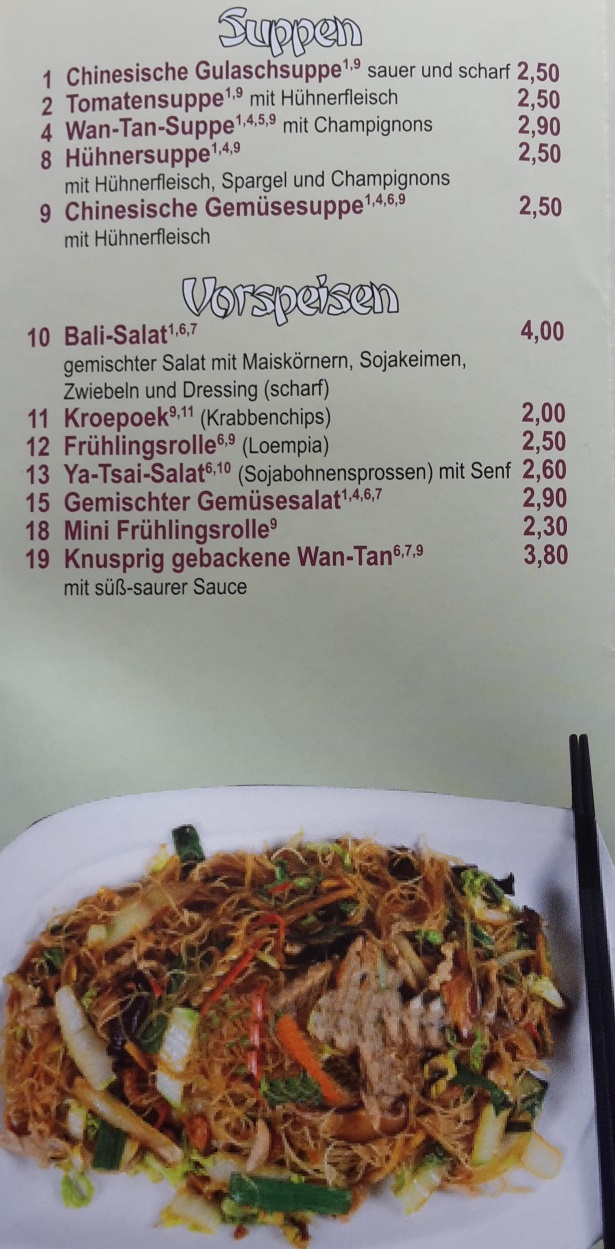 Suppen
1 Chinesische Gulaschsuppe1,9 sauer und scharf 2,50
2 Tomatensuppe1,9 mit Hühnerfleisch 2,50
4 Wan-Tan-Suppe1,4,5,9 mit Champignons 2,90
8 Hühnersuppe1,4,9 2,50
mit Hühnerfleisch, Spargel und Champignons
9 Chinesische Gemüsesuppe1,4,6,9 2,50
mit Hühnerfleisch
Vorspeisen
10 Bali-Salat1,6,7 4,00
gemischter Salat mit Maiskörnern, Sojakeimen,
Zwiebeln und Dressing (scharf)
11 Kroepoek9,11 (Krabbenchips) 2,00
12 Frühlingsrolle6,9 (Loempia) 2,50
13 Ya-Tsai-Salat6,10 (Sojabohnensprossen) mit Senf 2,60
15 Gemischter Gemüsesalat1,4,6,7 2,90
18 Mini Frühlingsrolle9 2,30
19 Knusprig gebackene Wan-Tan6,7,9 3,80
mit süß-saurer Sauce